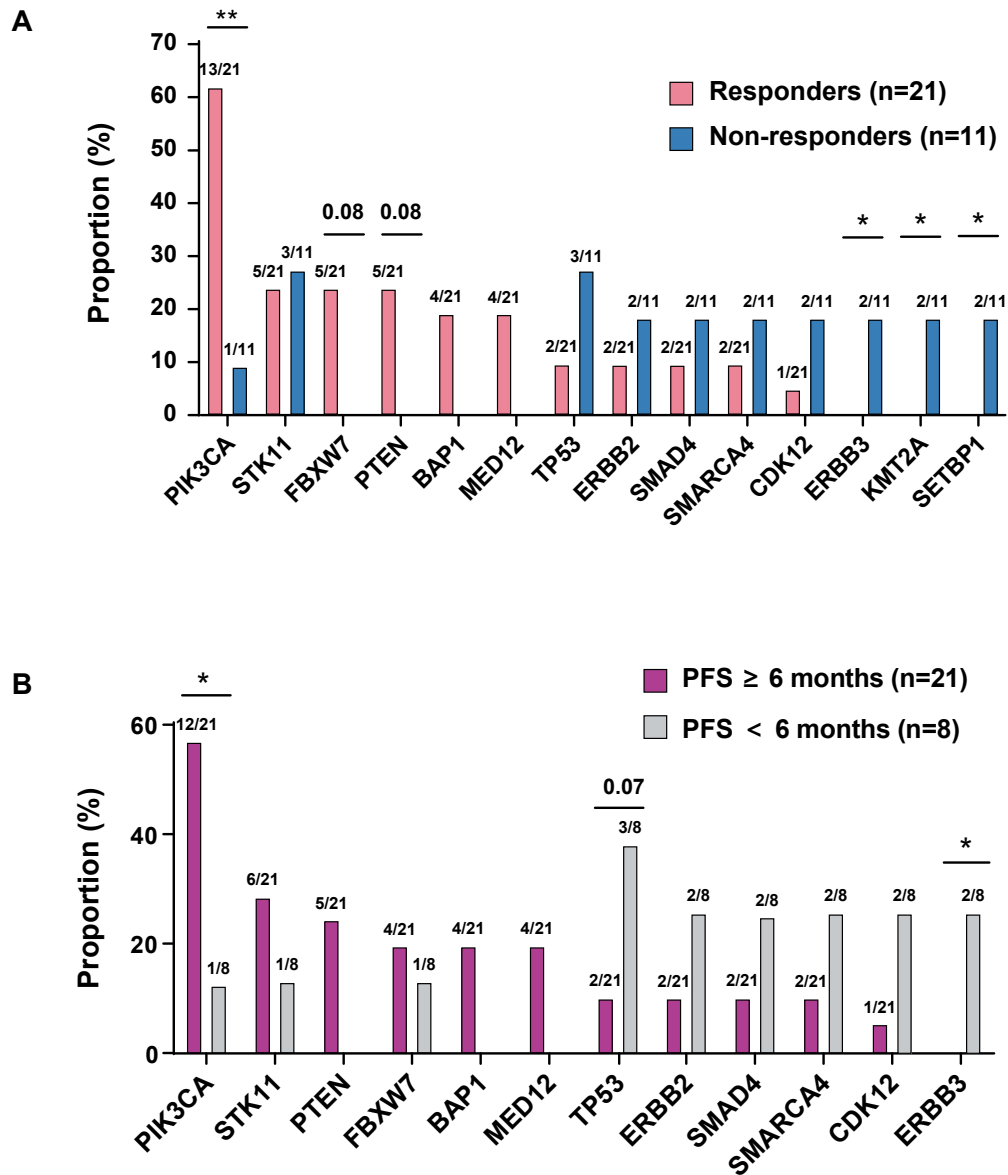 A
**
70
13/21
Responders (n=21)
60
Non-responders (n=11)
50
40
0.08 0.08 * * *
30
3/11 3/11
5/21 5/21 5/21
4/21 4/21 2/11 2/11 2/11 2/11 2/11 2/11 2/11
20
2/21 2/21 2/21 2/21
1/11 1/21
10
0
Proportion (%)
PIK3CA STK11 FBXW7 PTEN BAP1 MED12 TP53 ERBB2 SMAD4 SMARCA4 CDK12 ERBB3 KMT2A SETBP1
B
PFS ≥ 6 months (n=21)
*
PFS < 6 months (n=8)
60
12/21
0.07
3/8
40
*
6/21 2/8 2/8 2/8 2/8 2/8
5/21
4/21 4/21 4/21
20
1/8 1/8 1/8 2/21 2/21 2/21 2/21
1/21
0
Proportion (%)
PIK3CA STK11 PTEN FBXW7 BAP1 MED12 TP53 ERBB2 SMAD4 SMARCA4 CDK12 ERBB3